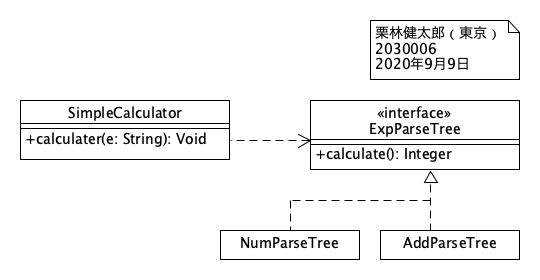 栗林健太郎（東京）
2030006
2020年9月9日
SimpleCalculator
+calculater(e: String): Void
«interface»
ExpParseTree
+calculate(): Integer
NumParseTree
AddParseTree